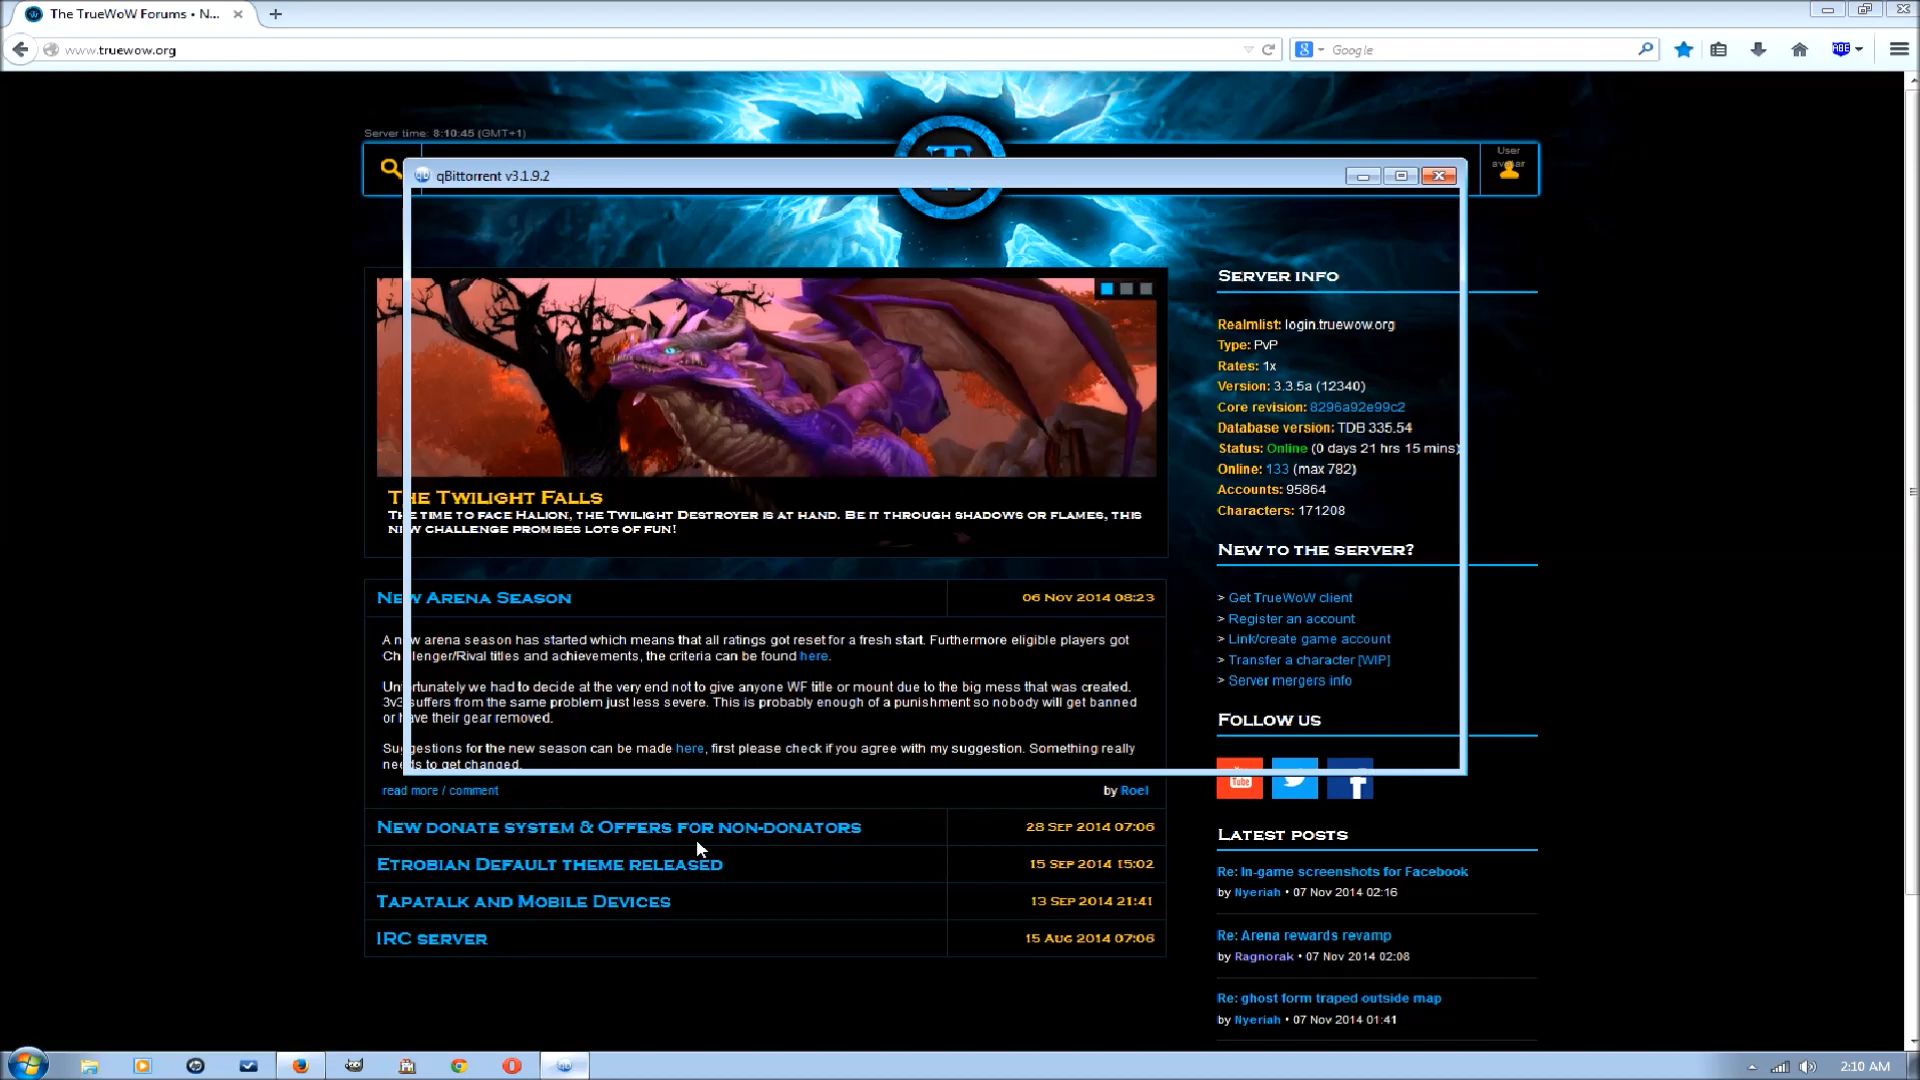 The TrueWoW Forums • N...
www.truewow.org
Google
ABP
Server time: 8:10:45 (GMT+1)
T
User avatar
qBittorrent v3.1.9.2
Server info
Realmlist: login.truewow.org
Type: PvP
Rates: 1x
Version: 3.3.5a (12340)
Core revision: 8296a92e99c2
Database version: TDB 335.54
Status: Online (0 days 21 hrs 15 mins)
Online: 133 (max 782)
Accounts: 95864
Characters: 171208
The Twilight Falls
The time to face Halion, the Twilight Destroyer is at hand. Be it through shadows or flames, this
new challenge promises lots of fun!
New to the server?
> Get TrueWoW client
> Register an account
> Link/create game account
> Transfer a character [WIP]
> Server mergers info
New Arena Season 06 Nov 2014 08:23
A new arena season has started which means that all ratings got reset for a fresh start. Furthermore eligible players got
Challenger/Rival titles and achievements, the criteria can be found here.
Unfortunately we had to decide at the very end not to give anyone WF title or mount due to the big mess that was created.
3v3 suffers from the same problem just less severe. This is probably enough of a punishment so nobody will get banned
or have their gear removed.
Suggestions for the new season can be made here, first please check if you agree with my suggestion. Something really
needs to get changed.
read more / comment by Roel
Follow us
You Tube
New donate system & Offers for non-donators 28 Sep 2014 07:06
Etrobian Default theme released 15 Sep 2014 15:02
Tapatalk and Mobile Devices 13 Sep 2014 21:41
IRC server 15 Aug 2014 07:06
Latest posts
Re: In-game screenshots for Facebook
by Nyeriah • 07 Nov 2014 02:16
Re: Arena rewards revamp
by Ragnorak • 07 Nov 2014 02:08
Re: ghost form traped outside map
by Nyeriah • 07 Nov 2014 01:41
2:10 AM